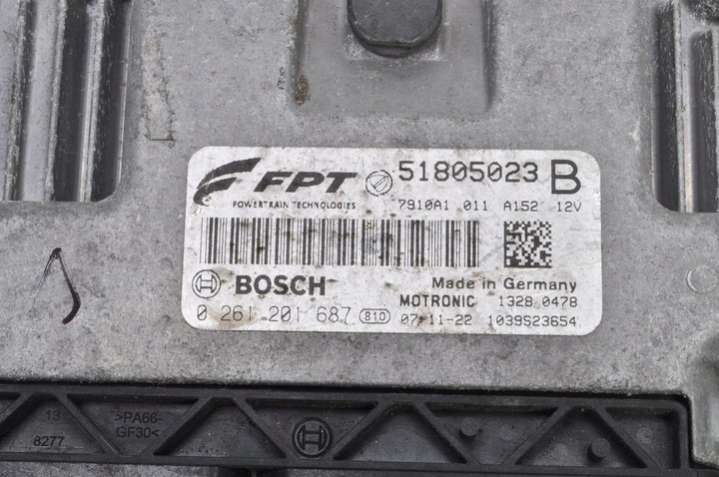 FPT 51805023 B
POWERTRAIN TECHNOLOGIES 7910A1 011 A152 12V
BOSCH Made in Germany
MOTRONIC 1328 0478
0 261 201 687 810 07-11-22 1039S23654
13 >PA66-
8277 GF30<